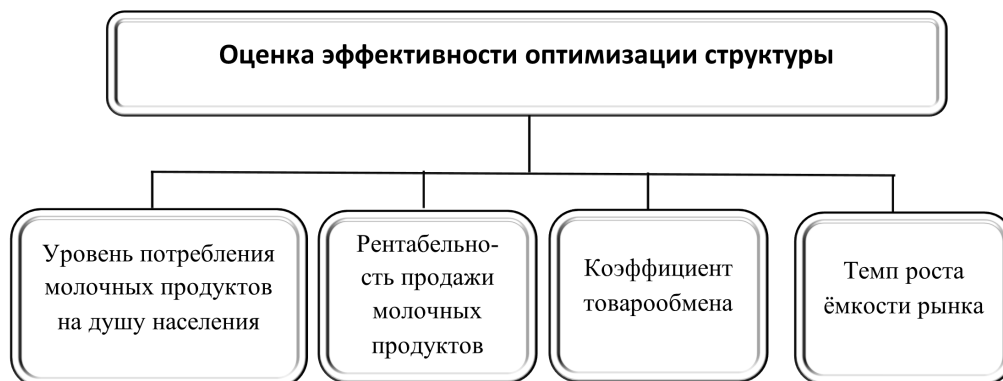 Оценка эффективности оптимизации структуры
Уровень потребления
молочных продуктов
на душу населения
Рентабельно-
сть продажи
молочных
продуктов
Коэффициент
товарообмена
Темп роста
ёмкости рынка